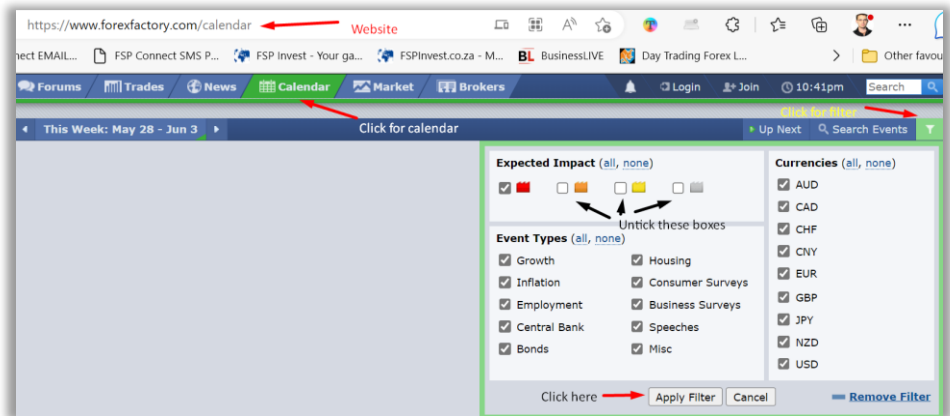 https://www.forexfactory.com/calendar
Website
nect EMAIL... FSP Connect SMS P... FSP Invest - Your ga... FSPInvest.co.za - M... BL BusinessLIVE Day Trading Forex L... Other favou
Forums Trades News Calendar Market Brokers Login Join 10:41pm Search
Click for filter
This Week: May 28 - Jun 3 Click for calendar Up Next Search Events
Expected Impact (all, none)
Untick these boxes
Event Types (all, none)
Growth Housing
Inflation Consumer Surveys
Employment Business Surveys
Central Bank Speeches
Bonds Misc
Currencies (all, none)
AUD
CAD
CHF
CNY
EUR
GBP
JPY
NZD
USD
Click here Apply Filter Cancel Remove Filter